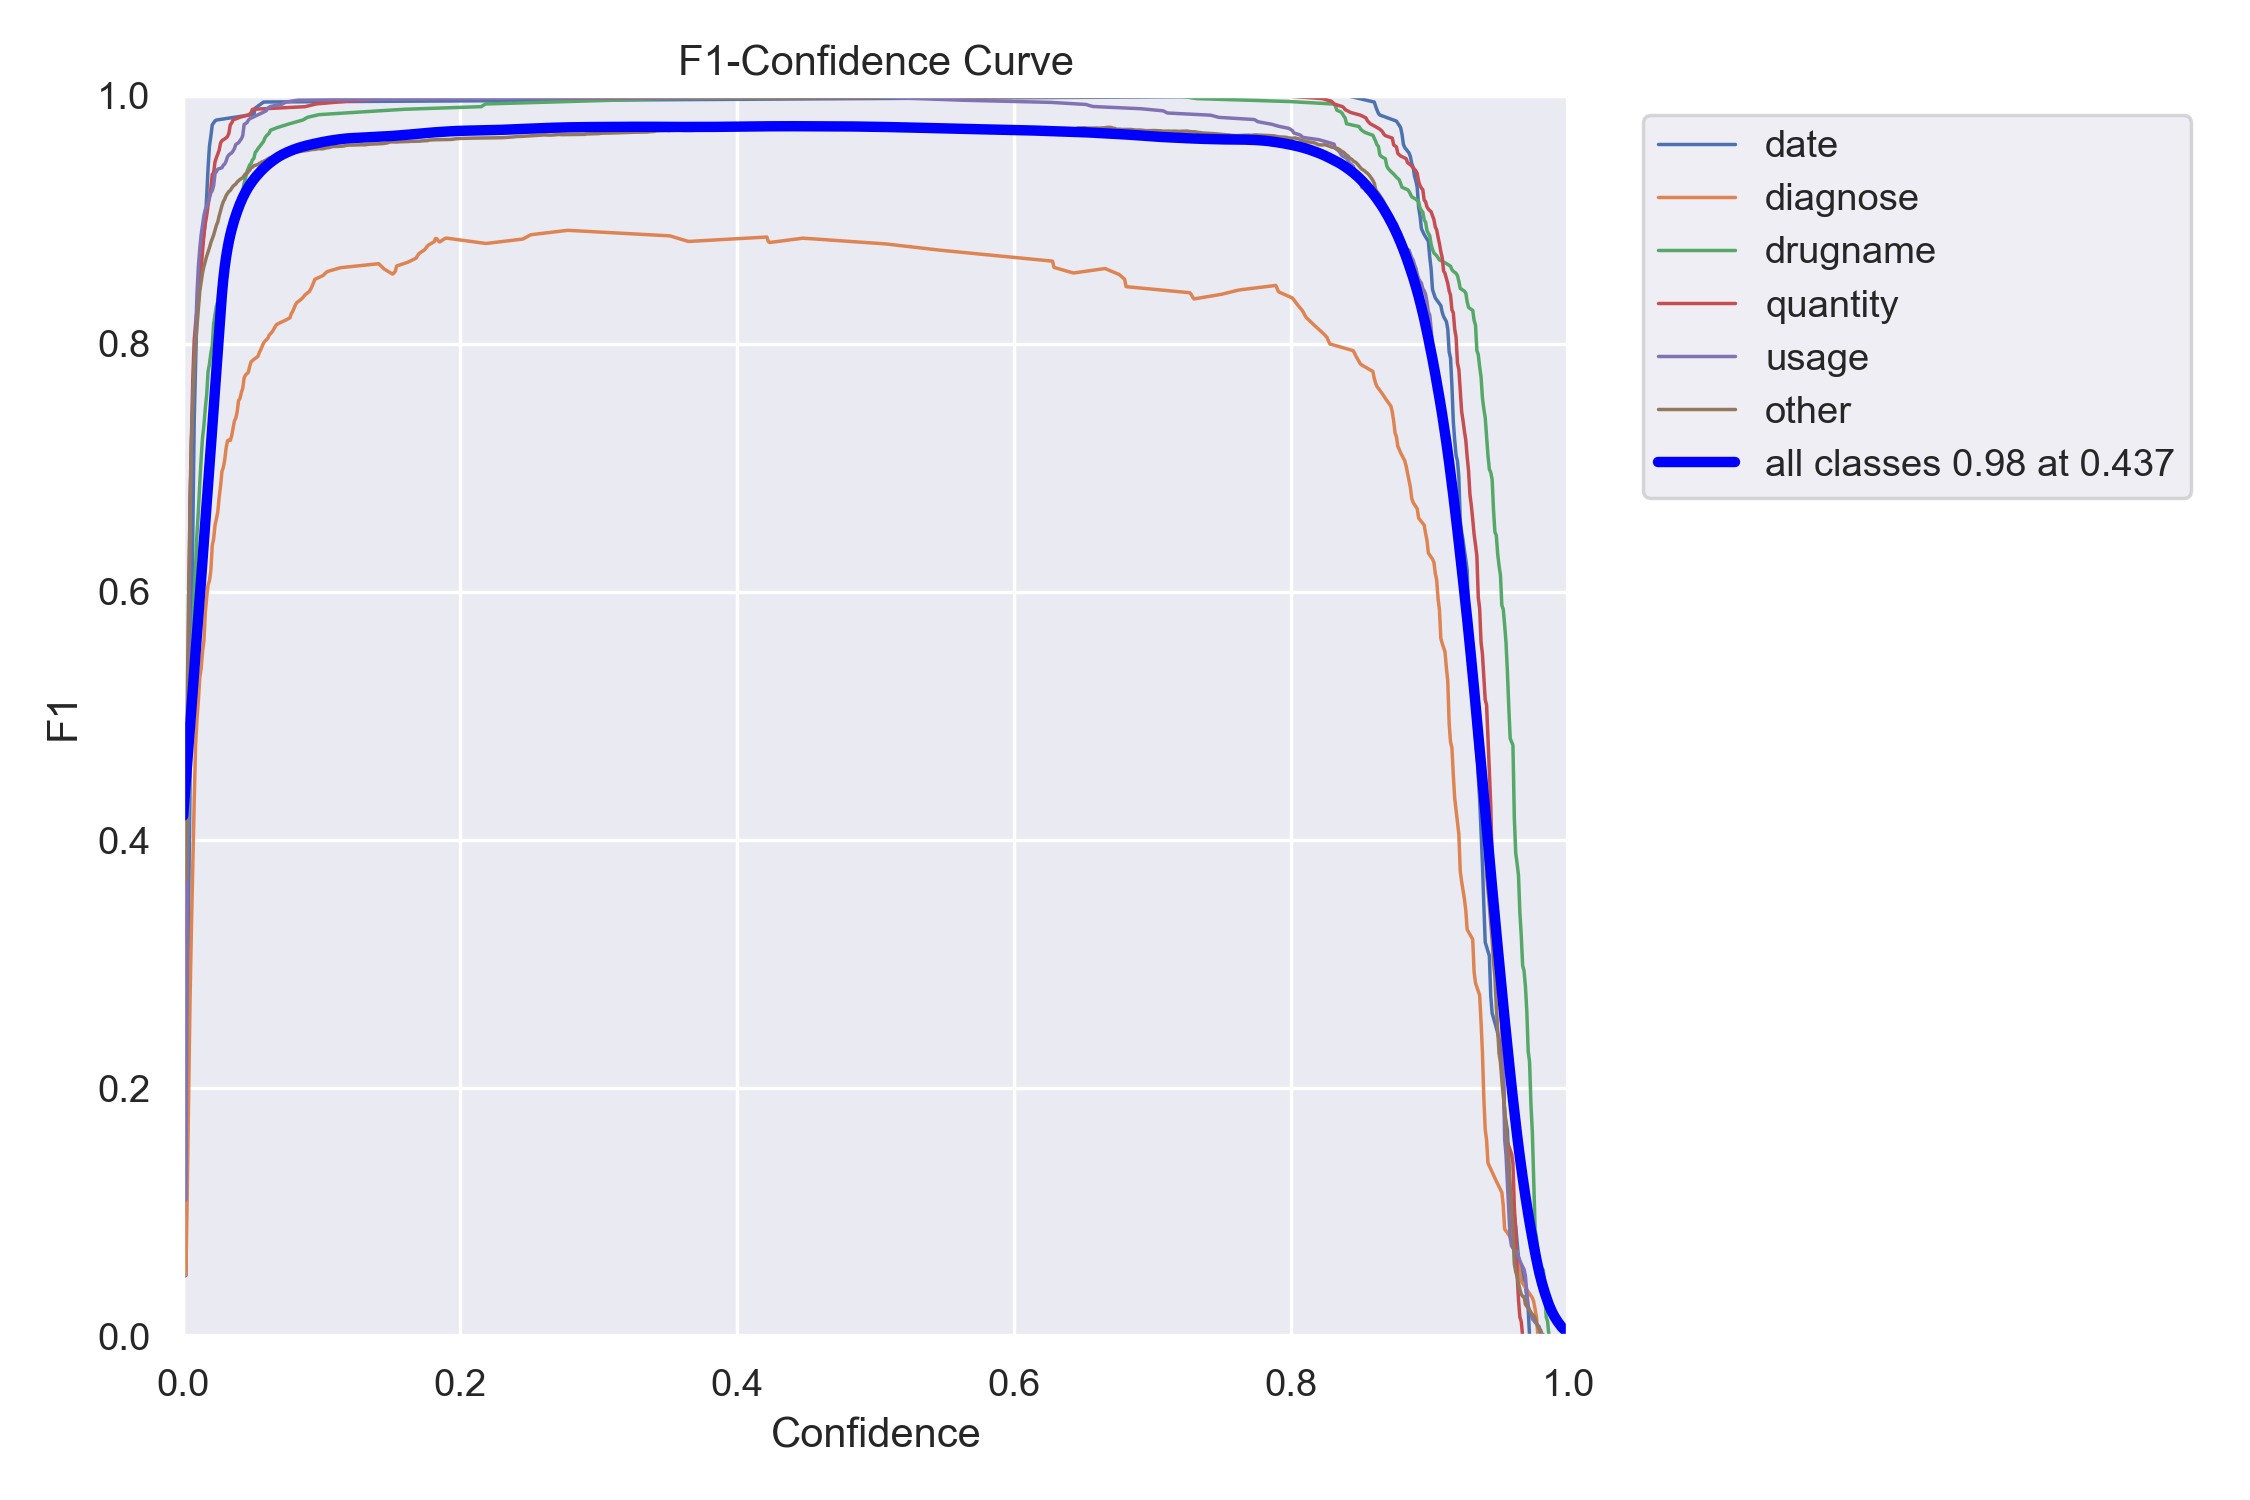 F1-Confidence Curve
1.0
0.8
0.6
0.4
0.2
0.0
F1
0.0 0.2 0.4 0.6 0.8 1.0
Confidence
date
diagnose
drugname
quantity
usage
other
all classes 0.98 at 0.437